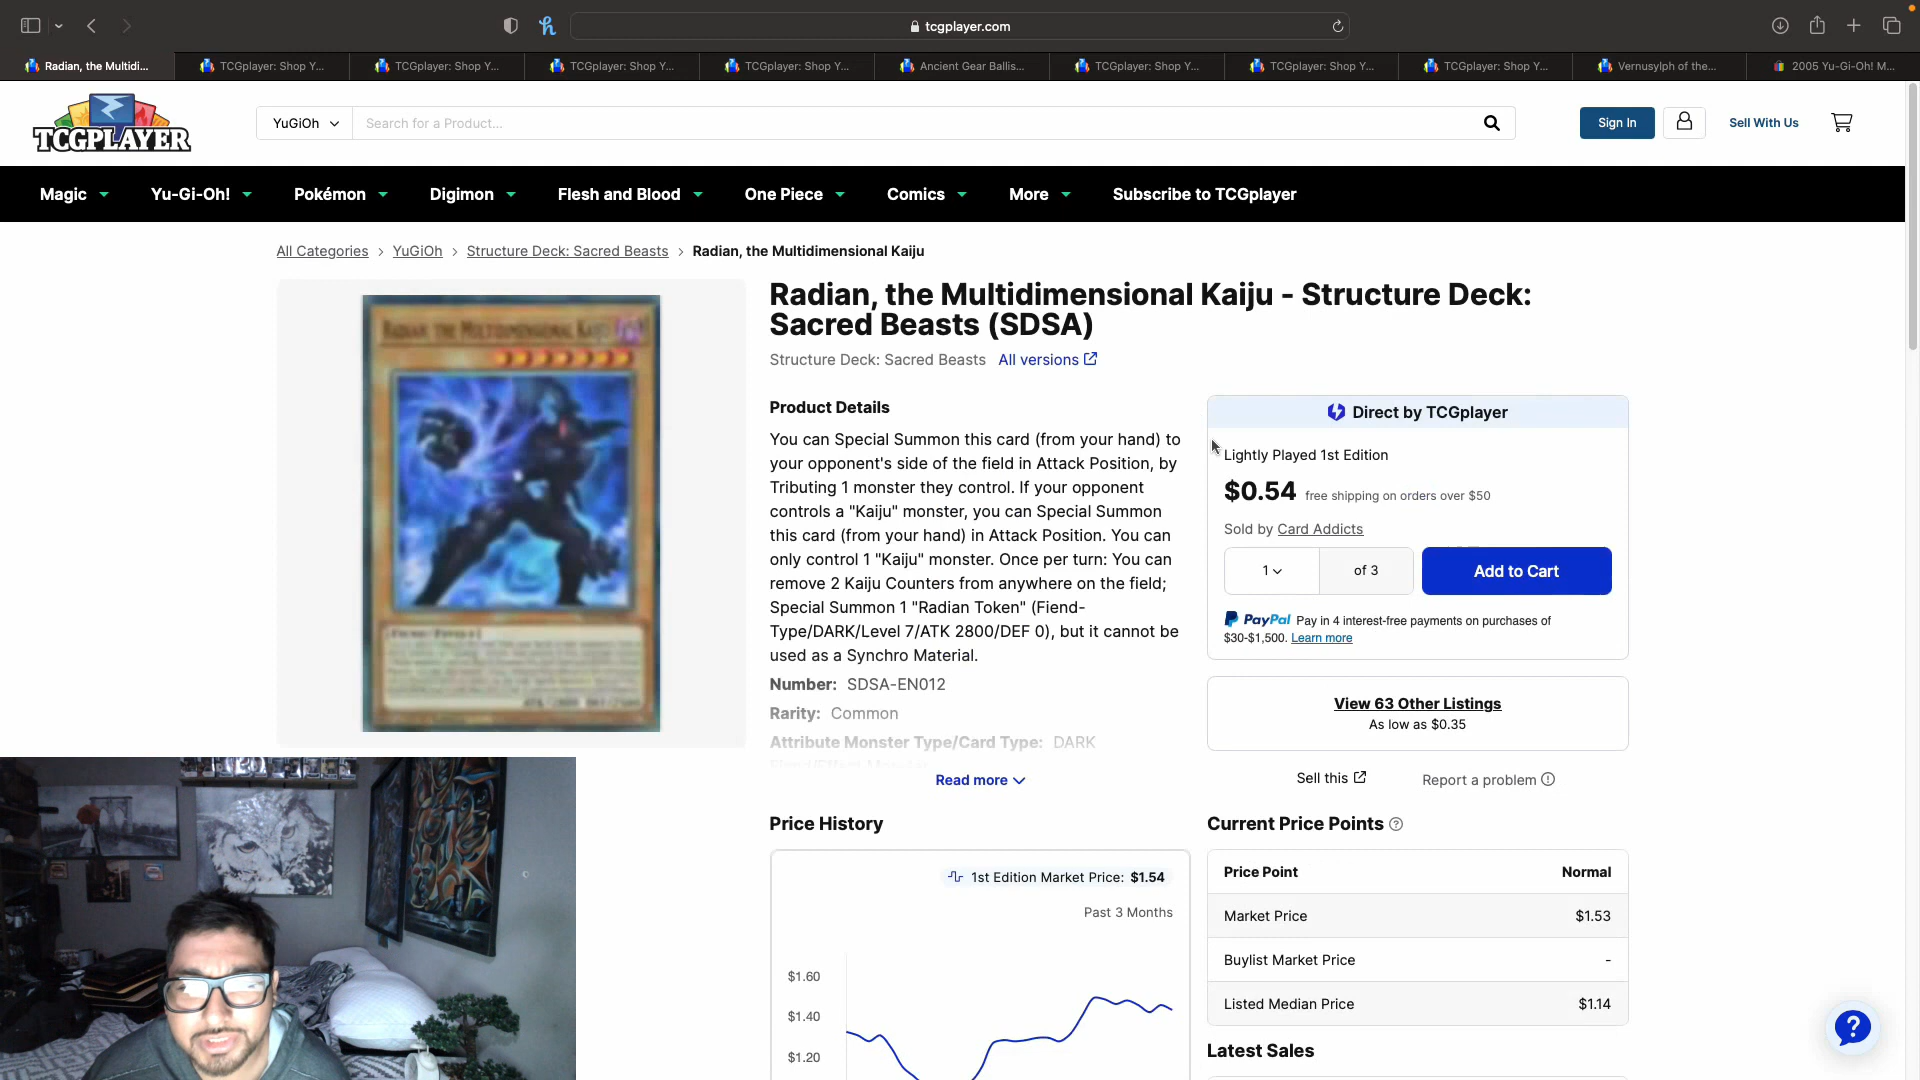 tcgplayer.com
Radian, the Multidi...
TCGplayer: Shop Y...
TCGplayer: Shop Y...
TCGplayer: Shop Y...
TCGplayer: Shop Y...
Ancient Gear Ballis...
TCGplayer: Shop Y...
TCGplayer: Shop Y...
TCGplayer: Shop Y...
Vernusylph of the...
2005 Yu-Gi-Oh! M...
TCGPLAYER
YuGiOh
Search for a Product...
Sign In
Sell With Us
Magic
Yu-Gi-Oh!
Pokémon
Digimon
Flesh and Blood
One Piece
Comics
More
Subscribe to TCGplayer
All Categories > YuGiOh > Structure Deck: Sacred Beasts > Radian, the Multidimensional Kaiju
Radian, the Multidimensional Kaiju - Structure Deck:
Sacred Beasts (SDSA)
Structure Deck: Sacred Beasts All versions
Radian, the Multidimensional Kaiju
Product Details
You can Special Summon this card (from your hand) to
your opponent's side of the field in Attack Position, by
Tributing 1 monster they control. If your opponent
controls a "Kaiju" monster, you can Special Summon
this card (from your hand) in Attack Position. You can
only control 1 "Kaiju" monster. Once per turn: You can
remove 2 Kaiju Counters from anywhere on the field;
Special Summon 1 "Radian Token" (Fiend-
Type/DARK/Level 7/ATK 2800/DEF 0), but it cannot be
used as a Synchro Material.
Number: SDSA-EN012
Rarity: Common
Attribute Monster Type/Card Type: DARK
Fiend/Effect Monster
Read more
Direct by TCGplayer
Lightly Played 1st Edition
$0.54 free shipping on orders over $50
Sold by Card Addicts
1
of 3
Add to Cart
PayPal Pay in 4 interest-free payments on purchases of
$30-$1,500. Learn more
View 63 Other Listings
As low as $0.35
Sell this
Report a problem
Price History
1st Edition Market Price: $1.54
Past 3 Months
$1.60
$1.40
$1.20
Current Price Points
Price Point Normal
Market Price $1.53
Buylist Market Price -
Listed Median Price $1.14
Latest Sales